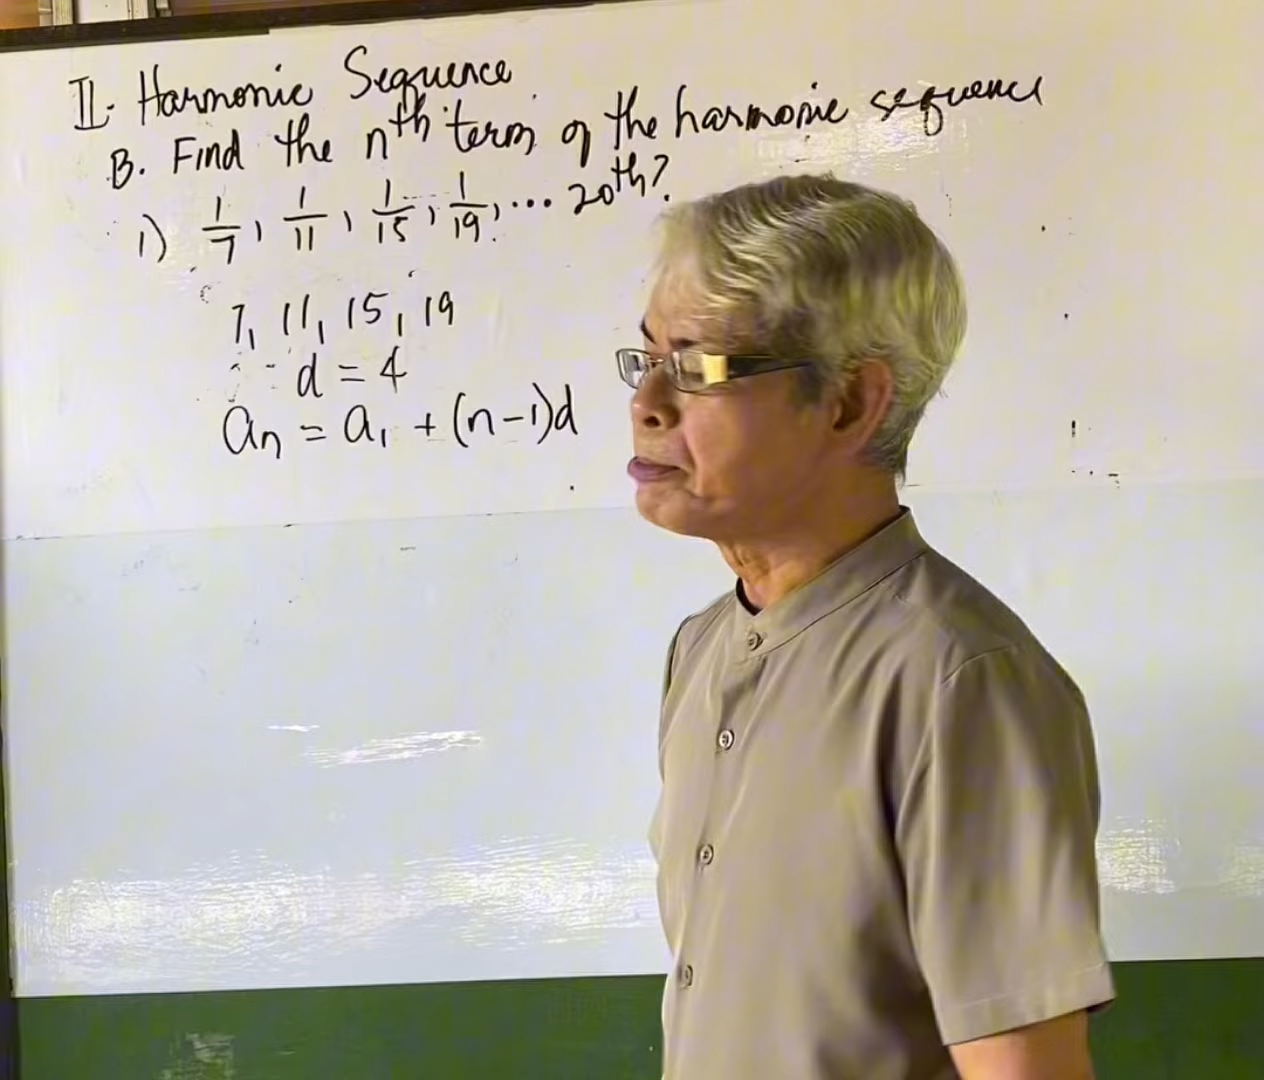 II. Harmonic Sequence
B. Find the nth term of the harmonic sequence
1) 1/7, 1/11, 1/15, 1/19, ... 20th?
7, 11, 15, 19
d = 4
an = a1 + (n-1)d